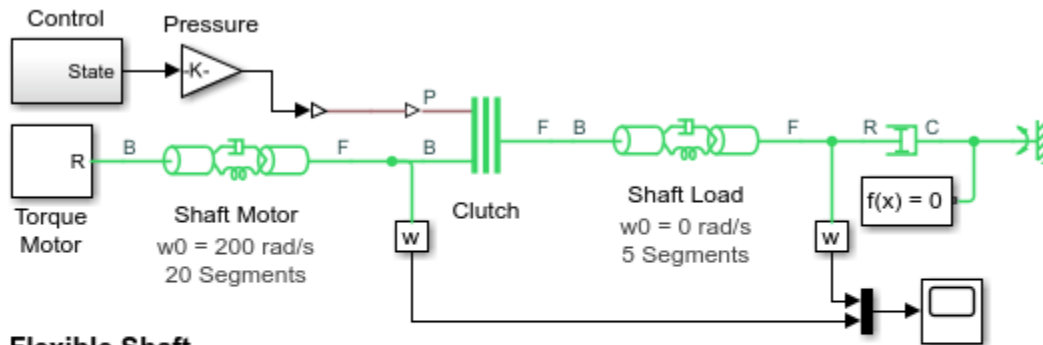 Control
Pressure
State
-K-
P
R
B
F
B
F
B
F
R
C
Torque
Motor
Shaft Motor
w0 = 200 rad/s
20 Segments
w
Clutch
Shaft Load
w0 = 0 rad/s
5 Segments
w
f(x) = 0
Flexible Shaft